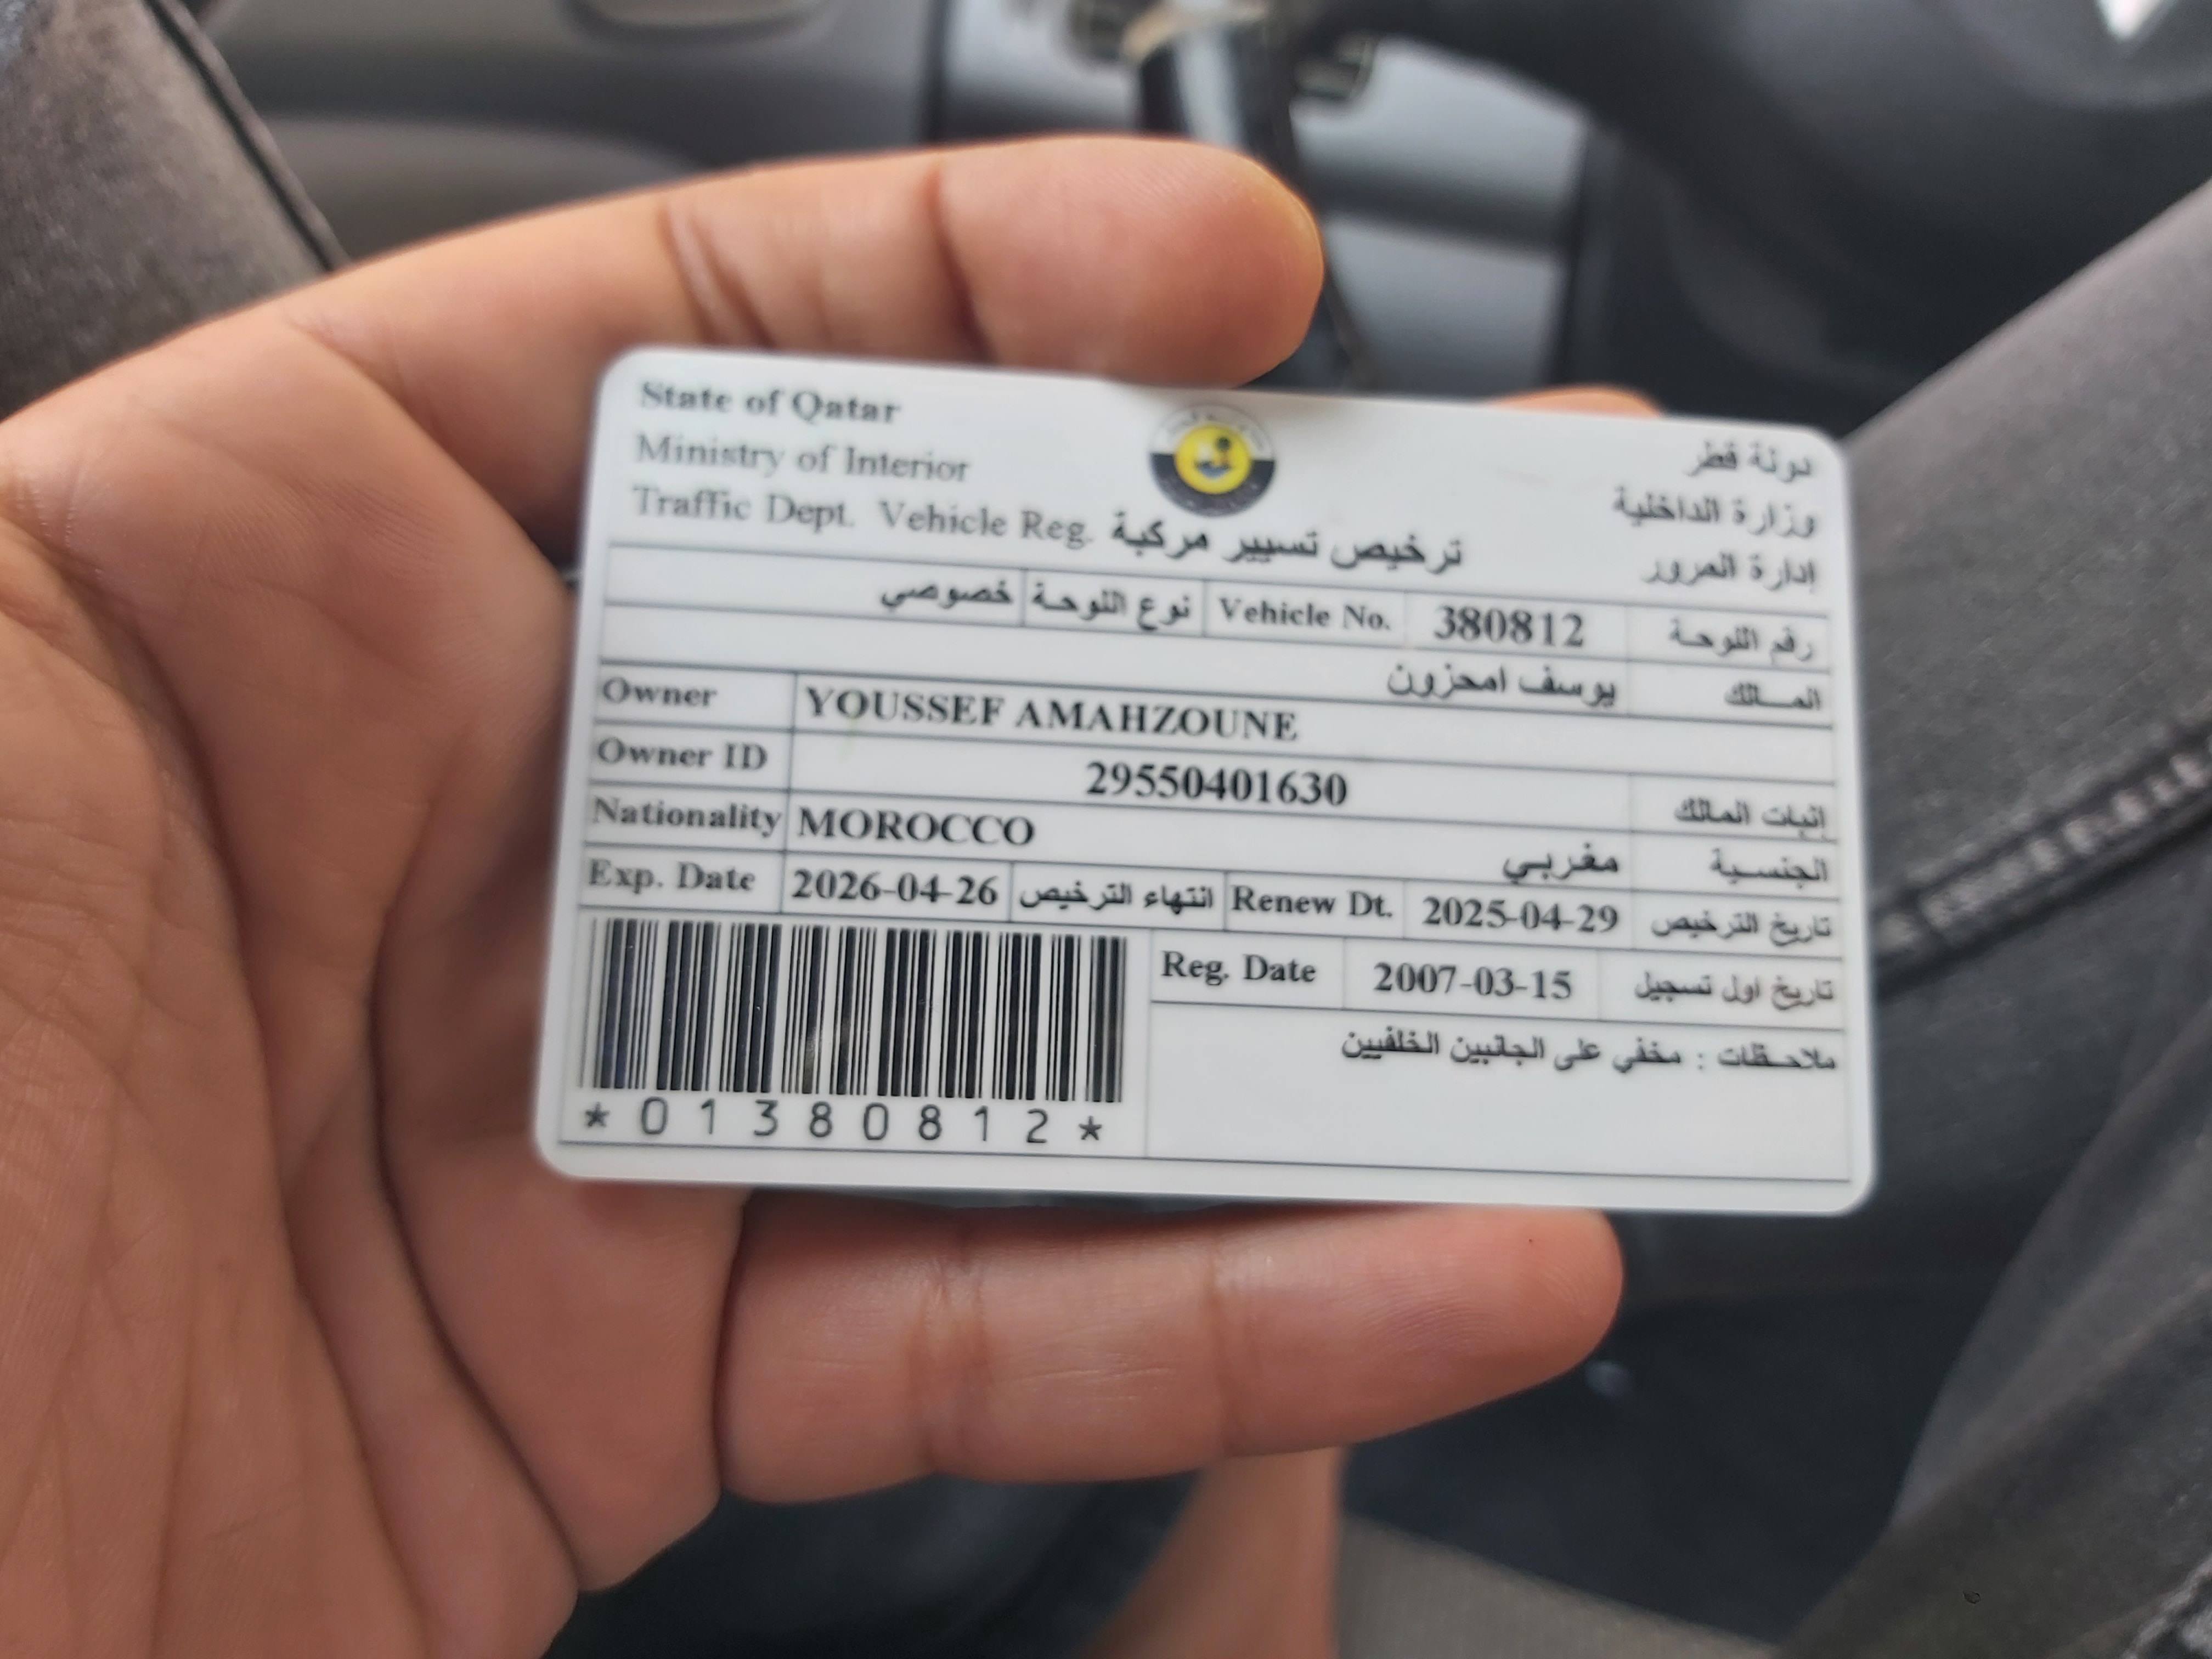 State of Qatar
دولة قطر
Ministry of Interior
وزارة الداخلية
Traffic Dept. Vehicle Reg. ترخيص تسيير مركبة
إدارة المرور
خصوصي نوع اللوحة Vehicle No. 380812 رقم اللوحة
يوسف امحزون المالك
Owner YOUSSEF AMAHZOUNE
Owner ID 29550401630 إثبات المالك
Nationality MOROCCO مغربي الجنسية
Exp. Date 2026-04-26 انتهاء الترخيص Renew Dt. 2025-04-29 تاريخ الترخيص
Reg. Date 2007-03-15 تاريخ اول تسجيل
ملاحظات : مخفي على الجانبين الخلفيين
*01380812*